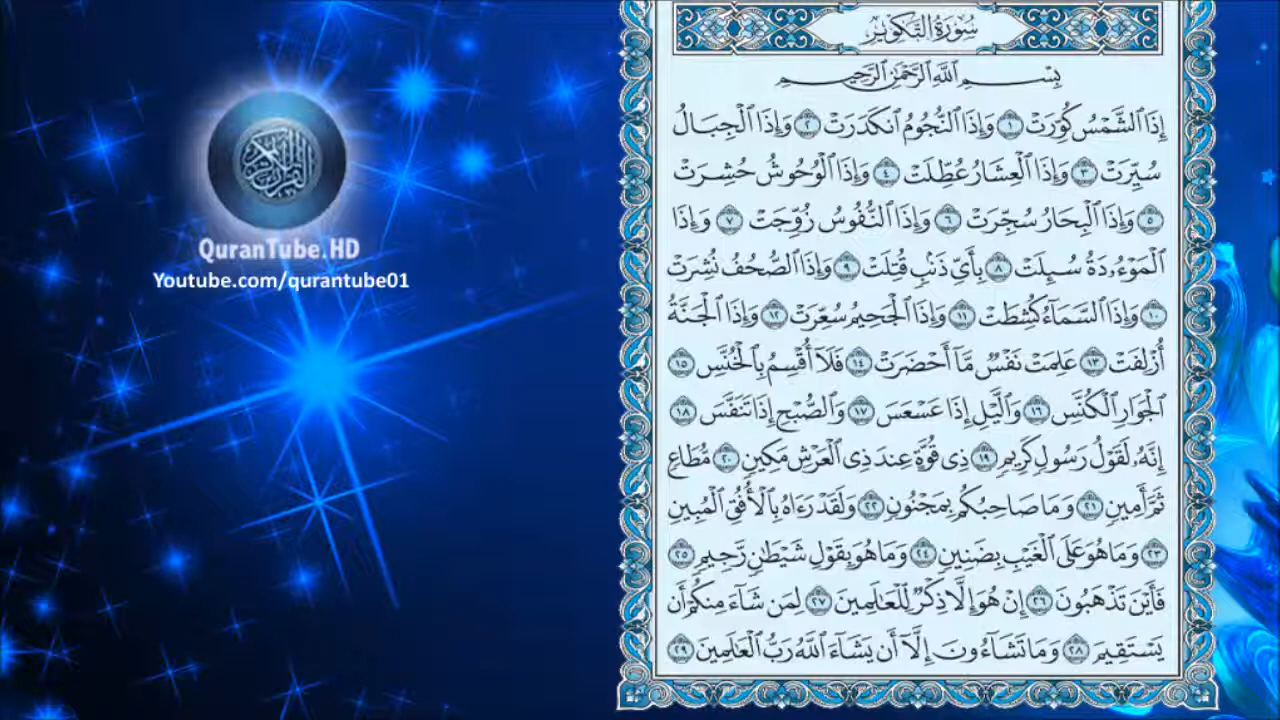 القرآن الكريم
QuranTube.HD
Youtube.com/qurantube01
سُورَةُ التَّكْوِيرِ
بِسْمِ ٱللَّهِ ٱلرَّحْمَٰنِ ٱلرَّحِيمِ
إِذَا ٱلشَّمْسُ كُوِّرَتْ ١ وَإِذَا ٱلنُّجُومُ ٱنكَدَرَتْ ٢ وَإِذَا ٱلْجِبَالُ
سُيِّرَتْ ٣ وَإِذَا ٱلْعِشَارُ عُطِّلَتْ ٤ وَإِذَا ٱلْوُحُوشُ حُشِرَتْ
٥ وَإِذَا ٱلْبِحَارُ سُجِّرَتْ ٦ وَإِذَا ٱلنُّفُوسُ زُوِّجَتْ ٧ وَإِذَا
ٱلْمَوْءُۥدَةُ سُئِلَتْ ٨ بِأَىِّ ذَنۢبٍ قُتِلَتْ ٩ وَإِذَا ٱلصُّحُفُ نُشِرَتْ
١٠ وَإِذَا ٱلسَّمَآءُ كُشِطَتْ ١١ وَإِذَا ٱلْجَحِيمُ سُعِّرَتْ ١٢ وَإِذَا ٱلْجَنَّةُ
أُزْلِفَتْ ١٣ عَلِمَتْ نَفْسٌ مَّآ أَحْضَرَتْ ١٤ فَلَآ أُقْسِمُ بِٱلْخُنَّسِ ١٥
ٱلْجَوَارِ ٱلْكُنَّسِ ١٦ وَٱلَّيْلِ إِذَا عَسْعَسَ ١٧ وَٱلصُّبْحِ إِذَا تَنَفَّسَ ١٨
إِنَّهُۥ لَقَوْلُ رَسُولٍ كَرِيمٍ ١٩ ذِى قُوَّةٍ عِندَ ذِى ٱلْعَرْشِ مَكِينٍ ٢٠ مُّطَاعٍ
ثَمَّ أَمِينٍ ٢١ وَمَا صَاحِبُكُم بِمَجْنُونٍ ٢٢ وَلَقَدْ رَءَاهُ بِٱلْأُفُقِ ٱلْمُبِينِ
٢٣ وَمَا هُوَ عَلَى ٱلْغَيْبِ بِضَنِينٍ ٢٤ وَمَا هُوَ بِقَوْلِ شَيْطَٰنٍ رَّجِيمٍ ٢٥
فَأَيْنَ تَذْهَبُونَ ٢٦ إِنْ هُوَ إِلَّا ذِكْرٌ لِّلْعَٰلَمِينَ ٢٧ لِمَن شَآءَ مِنكُمْ أَن
يَسْتَقِيمَ ٢٨ وَمَا تَشَآءُونَ إِلَّآ أَن يَشَآءَ ٱللَّهُ رَبُّ ٱلْعَٰلَمِينَ ٢٩